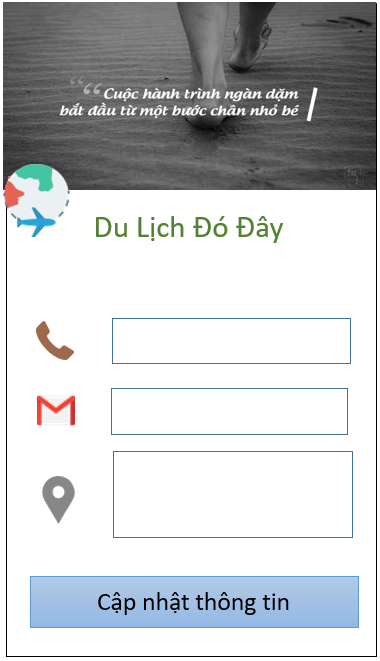 Cuộc hành trình ngàn dặm
bắt đầu từ một bước chân nhỏ bé
Du Lịch Đó Đây
Cập nhật thông tin